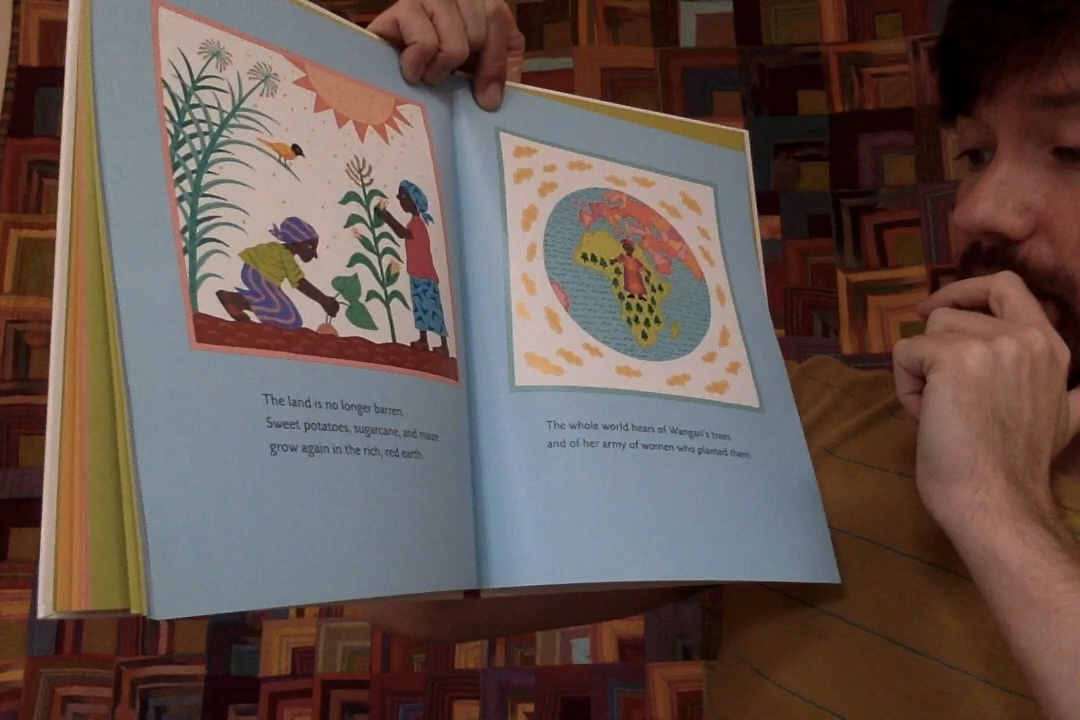 The land is no longer barren.
Sweet potatoes, sugarcane, and maize
grow again in the rich, red earth.
The whole world hears of Wangari's trees
and of her army of women who planted them.